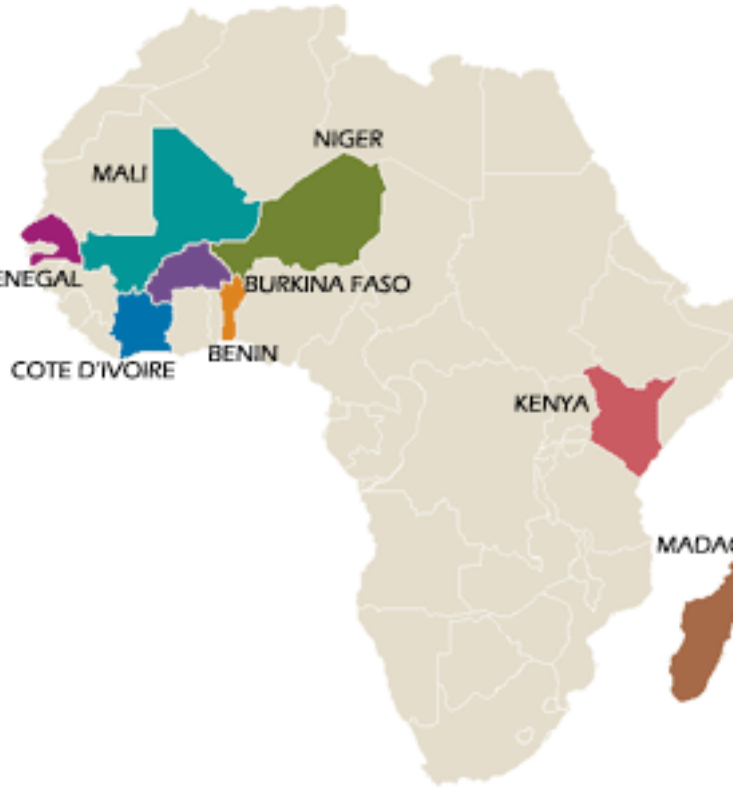 NIGER
MALI
ENEGAL
BURKINA FASO
BENIN
COTE D'IVOIRE
KENYA
MADAG